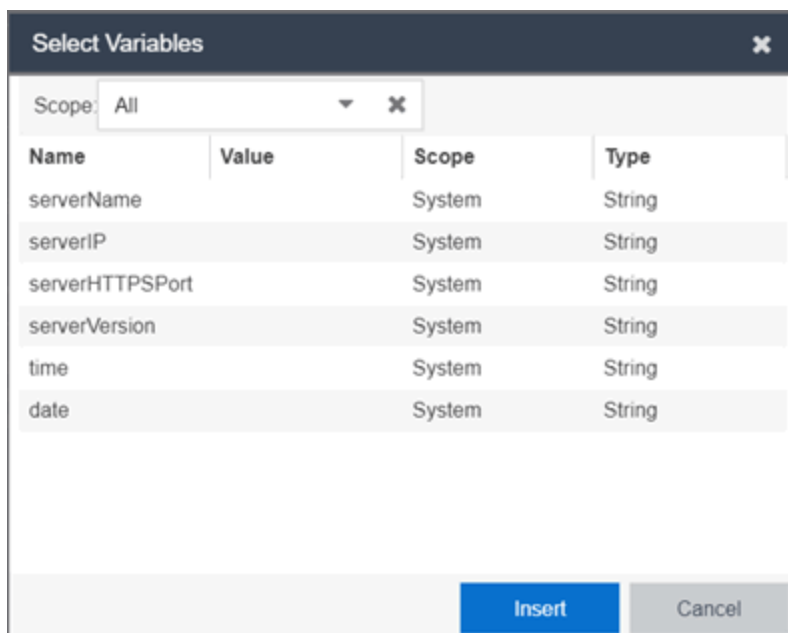 Select Variables
Scope: All
Name Value Scope Type
serverName System String
serverIP System String
serverHTTPSPort System String
serverVersion System String
time System String
date System String
Insert Cancel